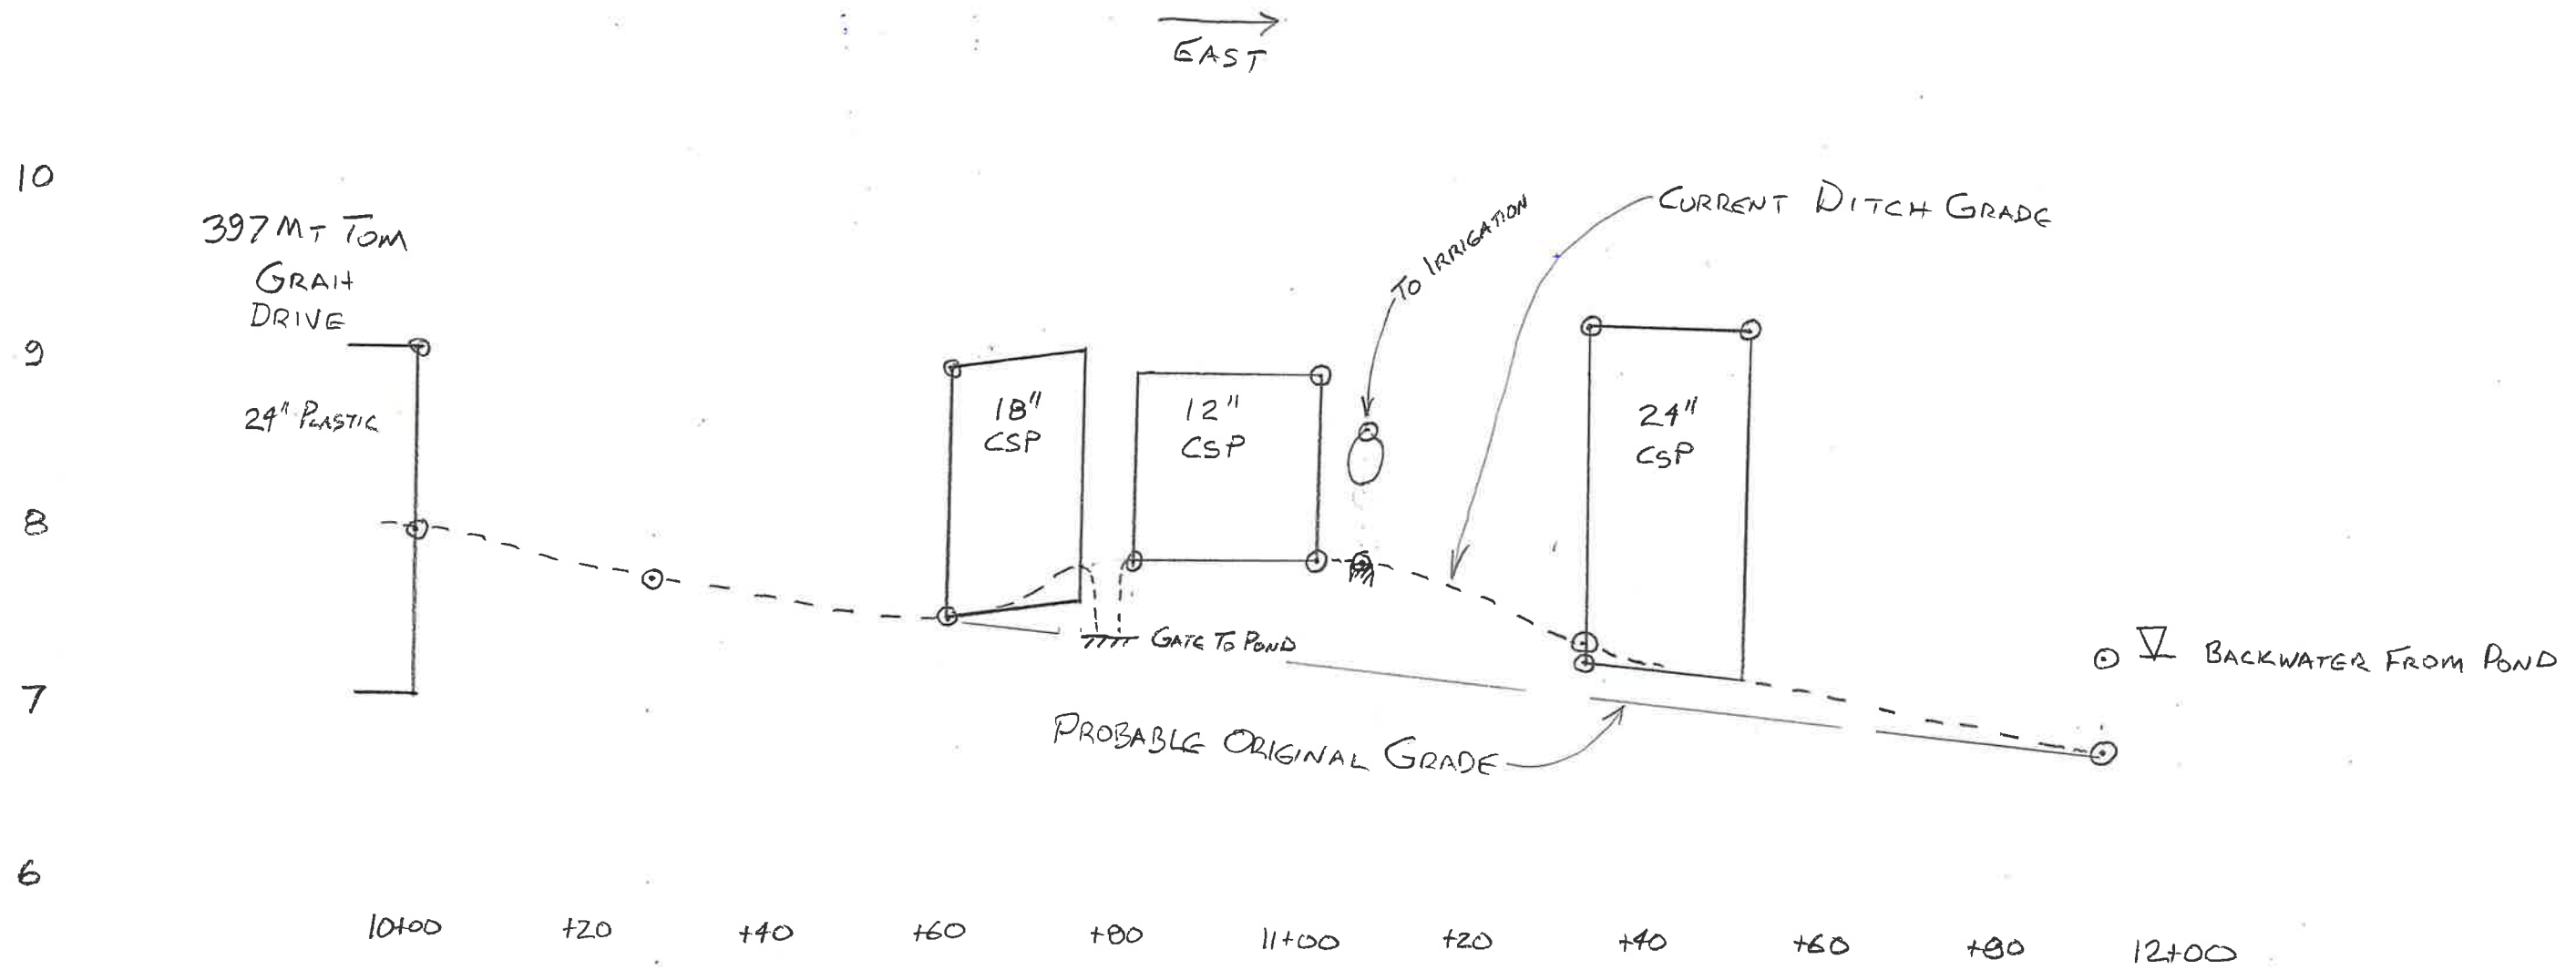 EAST
10
397 MT TOM
GRAH
DRIVE
TO IRRIGATION
CURRENT DITCH GRADE
9
24" PLASTIC
18"
CSP
12"
CSP
24"
CSP
8
GATE TO POND
BACKWATER FROM POND
7
PROBABLE ORIGINAL GRADE
6
10+00 +20 +40 +60 +80 11+00 +20 +40 +60 +80 12+00